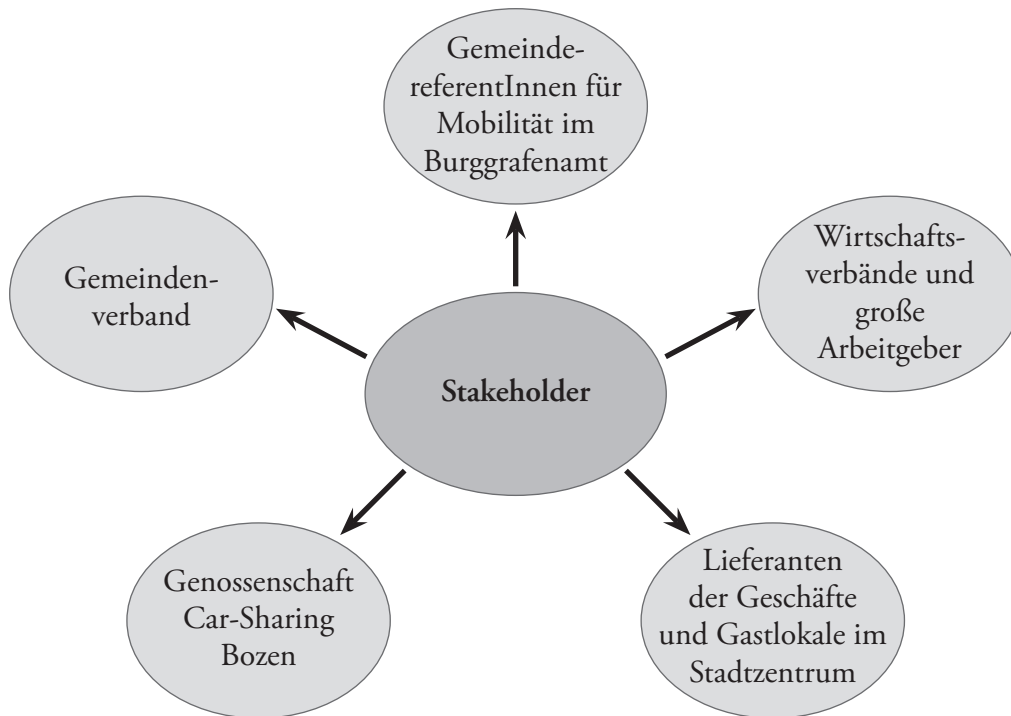 Gemeinde-
referentInnen für
Mobilität im
Burggrafenamt
Gemeinden-
verband
Wirtschafts-
verbände und
große
Arbeitgeber
Stakeholder
Genossenschaft
Car-Sharing
Bozen
Lieferanten
der Geschäfte
und Gastlokale im
Stadtzentrum